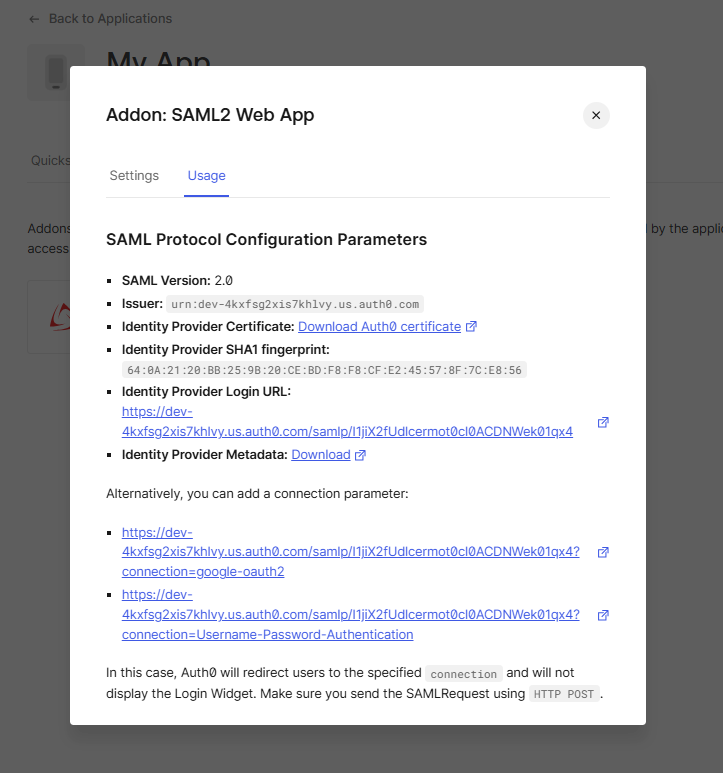 ← Back to Applications
My App
Addon: SAML2 Web App
Settings
Usage
SAML Protocol Configuration Parameters
SAML Version: 2.0
Issuer: urn:dev-4kxfsg2xis7khlvy.us.auth0.com
Identity Provider Certificate: Download Auth0 certificate
Identity Provider SHA1 fingerprint:
64:0A:21:20:BB:25:9B:20:CE:BD:F8:F8:CF:E2:45:57:8F:7C:E8:56
Identity Provider Login URL:
https://dev-
4kxfsg2xis7khlvy.us.auth0.com/samlp/I1jiX2fUdIcermot0cI0ACDNWek01qx4
Identity Provider Metadata: Download
Alternatively, you can add a connection parameter:
https://dev-
4kxfsg2xis7khlvy.us.auth0.com/samlp/I1jiX2fUdIcermot0cI0ACDNWek01qx4?
connection=google-oauth2
https://dev-
4kxfsg2xis7khlvy.us.auth0.com/samlp/I1jiX2fUdIcermot0cI0ACDNWek01qx4?
connection=Username-Password-Authentication
In this case, Auth0 will redirect users to the specified connection and will not
display the Login Widget. Make sure you send the SAMLRequest using HTTP POST.
Quicks
Addons
by the applic
access